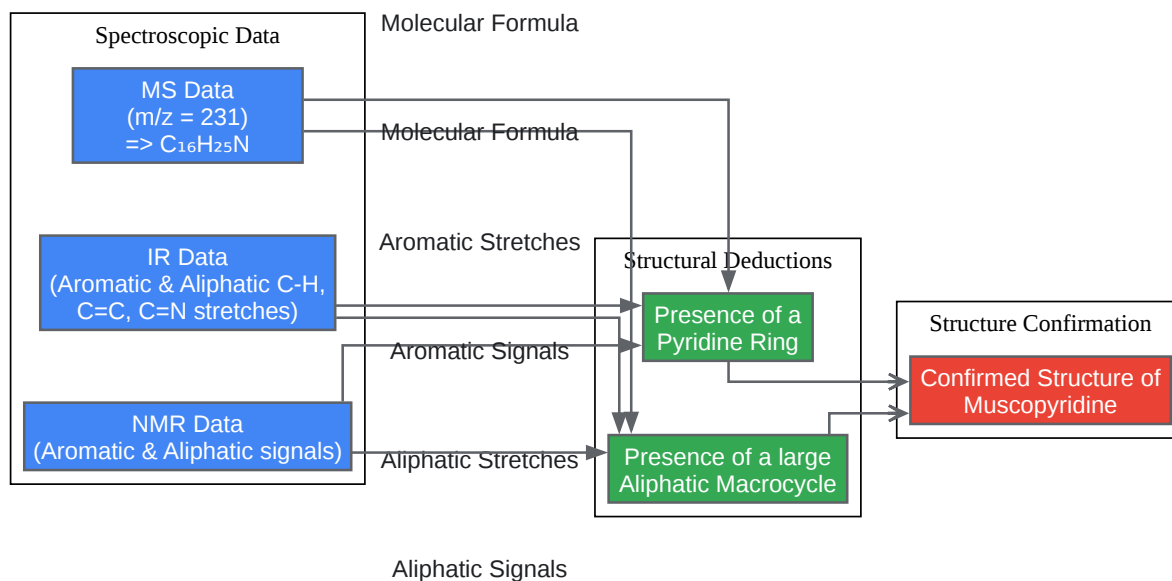 Molecular Formula
Spectroscopic Data
MS Data
(m/z = 231)
=> C₁₆H₂₅N
Molecular Formula
Aromatic Stretches
IR Data
(Aromatic & Aliphatic C-H,
C=C, C=N stretches)
Structural Deductions
Presence of a
Pyridine Ring
Structure Confirmation
Confirmed Structure of
Muscopyridine
Aromatic Signals
NMR Data
(Aromatic & Aliphatic signals)
Aliphatic Stretches
Presence of a large
Aliphatic Macrocycle
Aliphatic Signals